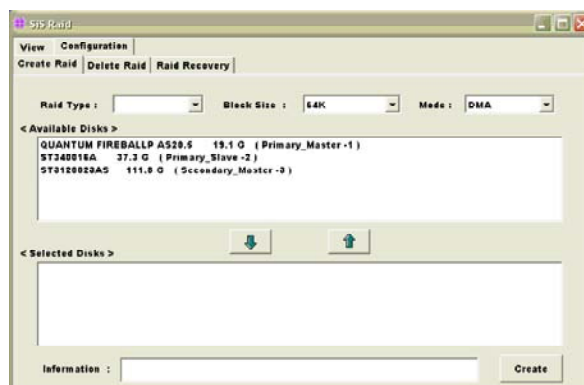 SiS Raid
View Configuration
Create Raid Delete Raid Raid Recovery
Raid Type : Block Size : 64K Mode : DMA
< Available Disks >
QUANTUM FIREBALLP AS20.5 19.1 G ( Primary_Master -1 )
37.3 G ( Primary_Slave -2 )
111.8 G ( Secondary_Master -3 )
< Selected Disks >
Information :
Create